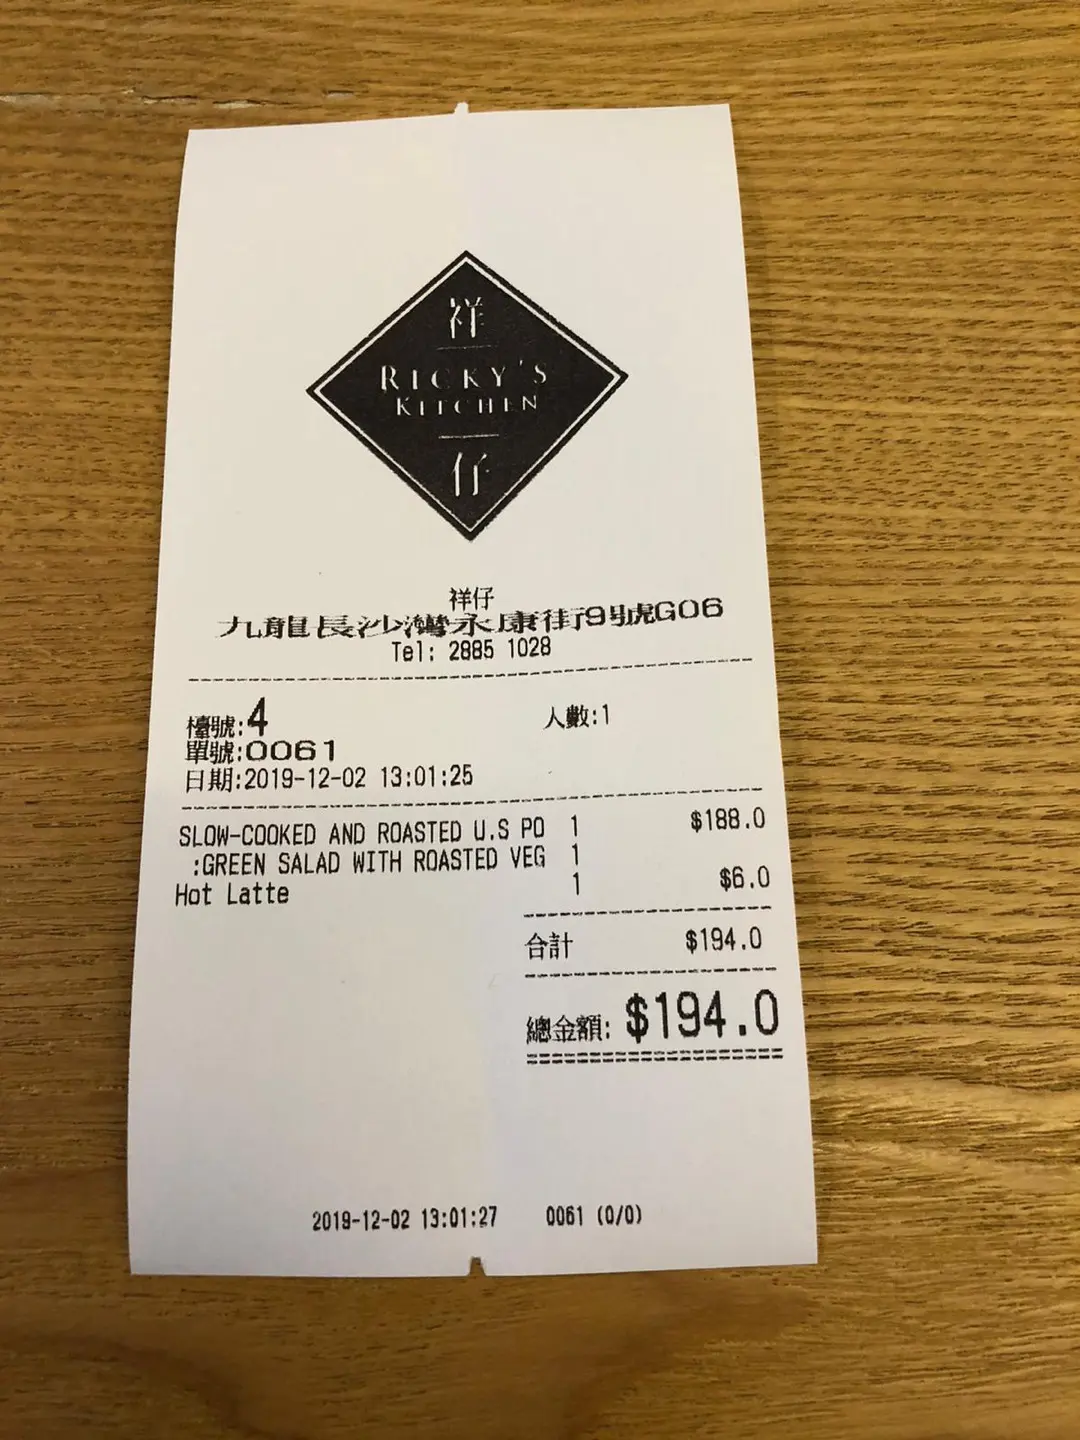 祥
RICKY'S
KITCHEN
仔
祥仔
九龍長沙灣永康街9號G06
Tel: 2885 1028
檯號:4 人數:1
單號:0061
日期:2019-12-02 13:01:25
SLOW-COOKED AND ROASTED U.S PO 1 $188.0
:GREEN SALAD WITH ROASTED VEG 1
Hot Latte 1 $6.0
合計 $194.0
總金額: $194.0
2019-12-02 13:01:27 0061 (0/0)